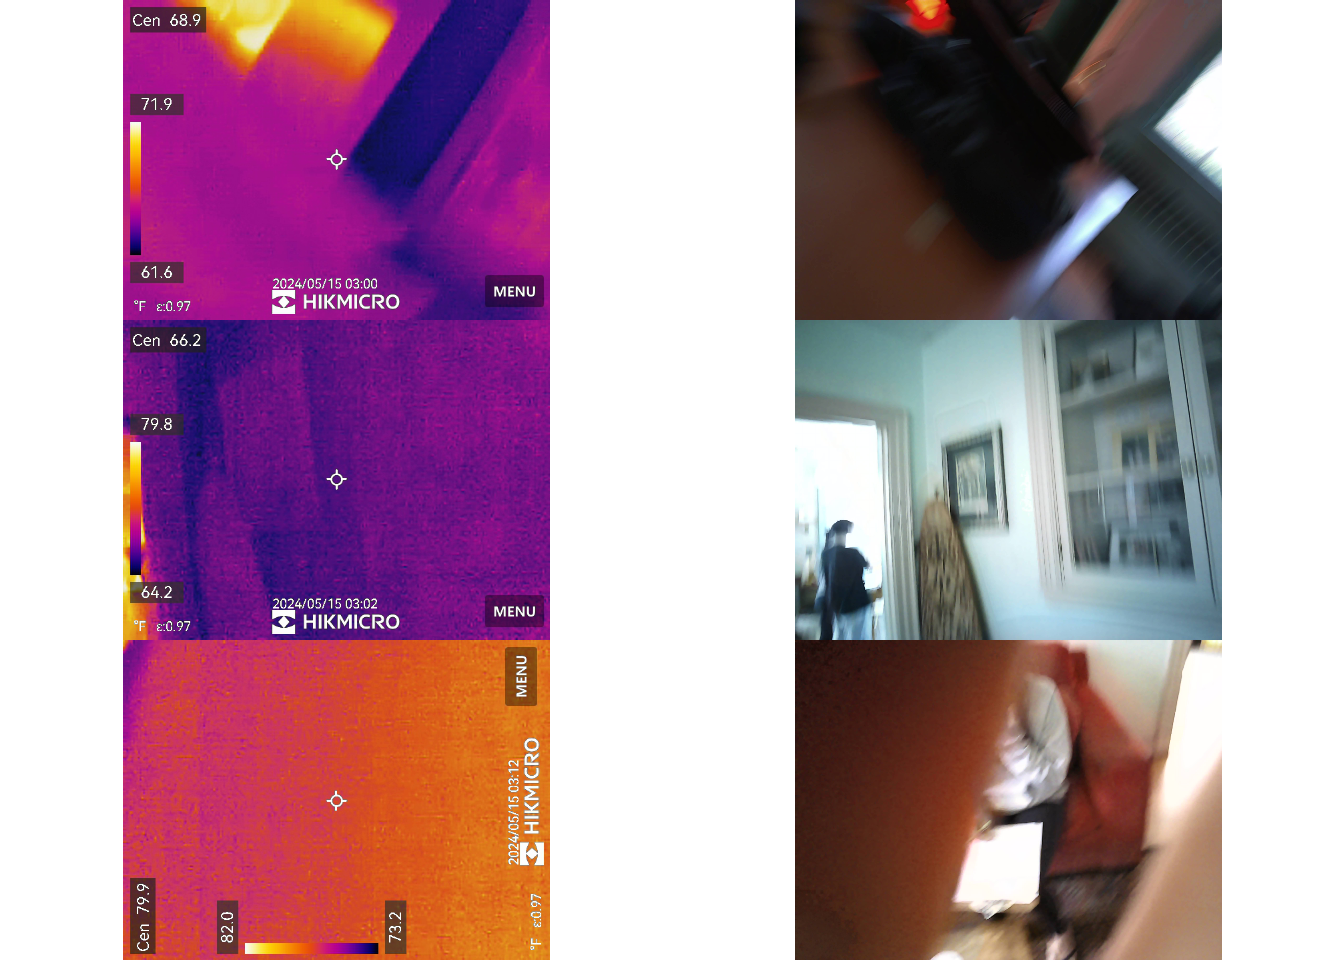 Cen 68.9
71.9
61.6
°F ε:0.97
2024/05/15 03:00
HIKMICRO
MENU
Cen 66.2
79.8
64.2
°F ε:0.97
2024/05/15 03:02
HIKMICRO
MENU
MENU
2024/05/15 03:12
HIKMICRO
Cen 79.9
82.0
73.2
°F ε:0.97